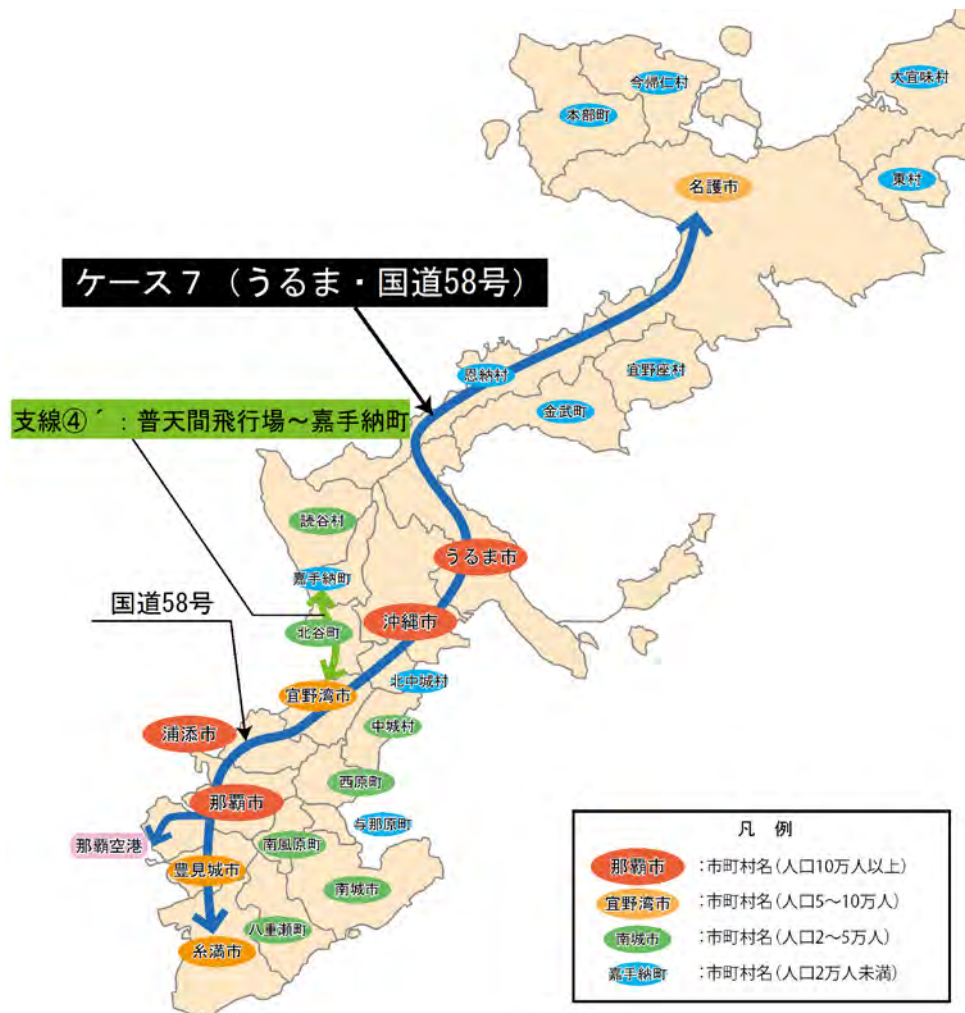 今帰仁村
大宜味村
本部町
東村
名護市
ケース7（うるま・国道58号）
恩納村
宜野座村
金武町
支線④´：普天間飛行場～嘉手納町
読谷村
うるま市
嘉手納町
国道58号
沖縄市
北谷町
北中城村
宜野湾市
中城村
浦添市
西原町
那覇市
与那原町
那覇空港
南風原町
豊見城市
南城市
八重瀬町
糸満市
凡 例
那覇市 ：市町村名（人口10万人以上）
宜野湾市 ：市町村名（人口5～10万人）
南城市 ：市町村名（人口2～5万人）
嘉手納町 ：市町村名（人口2万人未満）